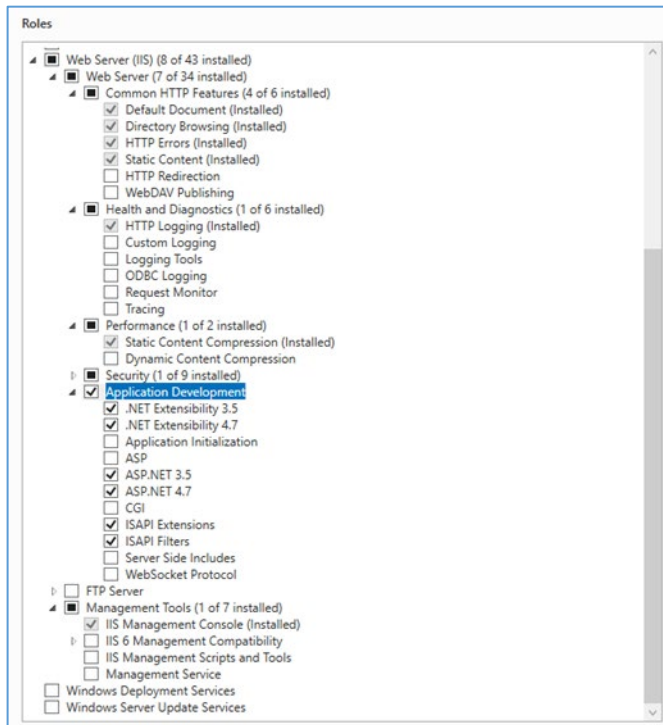 Roles
Web Server (IIS) (8 of 43 installed)
Web Server (7 of 34 installed)
Common HTTP Features (4 of 6 installed)
Default Document (Installed)
Directory Browsing (Installed)
HTTP Errors (Installed)
Static Content (Installed)
HTTP Redirection
WebDAV Publishing
Health and Diagnostics (1 of 6 installed)
HTTP Logging (Installed)
Custom Logging
Logging Tools
ODBC Logging
Request Monitor
Tracing
Performance (1 of 2 installed)
Static Content Compression (Installed)
Dynamic Content Compression
Security (1 of 9 installed)
Application Development
.NET Extensibility 3.5
.NET Extensibility 4.7
Application Initialization
ASP
ASP.NET 3.5
ASP.NET 4.7
CGI
ISAPI Extensions
ISAPI Filters
Server Side Includes
WebSocket Protocol
FTP Server
Management Tools (1 of 7 installed)
IIS Management Console (Installed)
IIS 6 Management Compatibility
IIS Management Scripts and Tools
Management Service
Windows Deployment Services
Windows Server Update Services